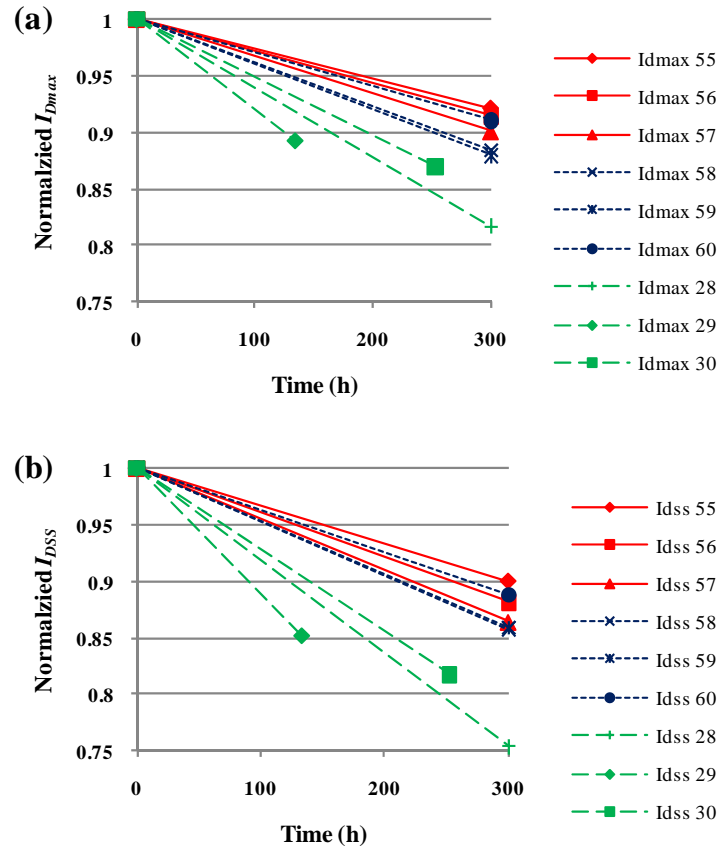 (a)
Normalzied I_Dmax
1
0.95
0.9
0.85
0.8
0.75
0
100
200
300
Time (h)
Idmax 55
Idmax 56
Idmax 57
Idmax 58
Idmax 59
Idmax 60
Idmax 28
Idmax 29
Idmax 30
(b)
Normalzied I_DSS
1
0.95
0.9
0.85
0.8
0.75
0
100
200
300
Time (h)
Idss 55
Idss 56
Idss 57
Idss 58
Idss 59
Idss 60
Idss 28
Idss 29
Idss 30